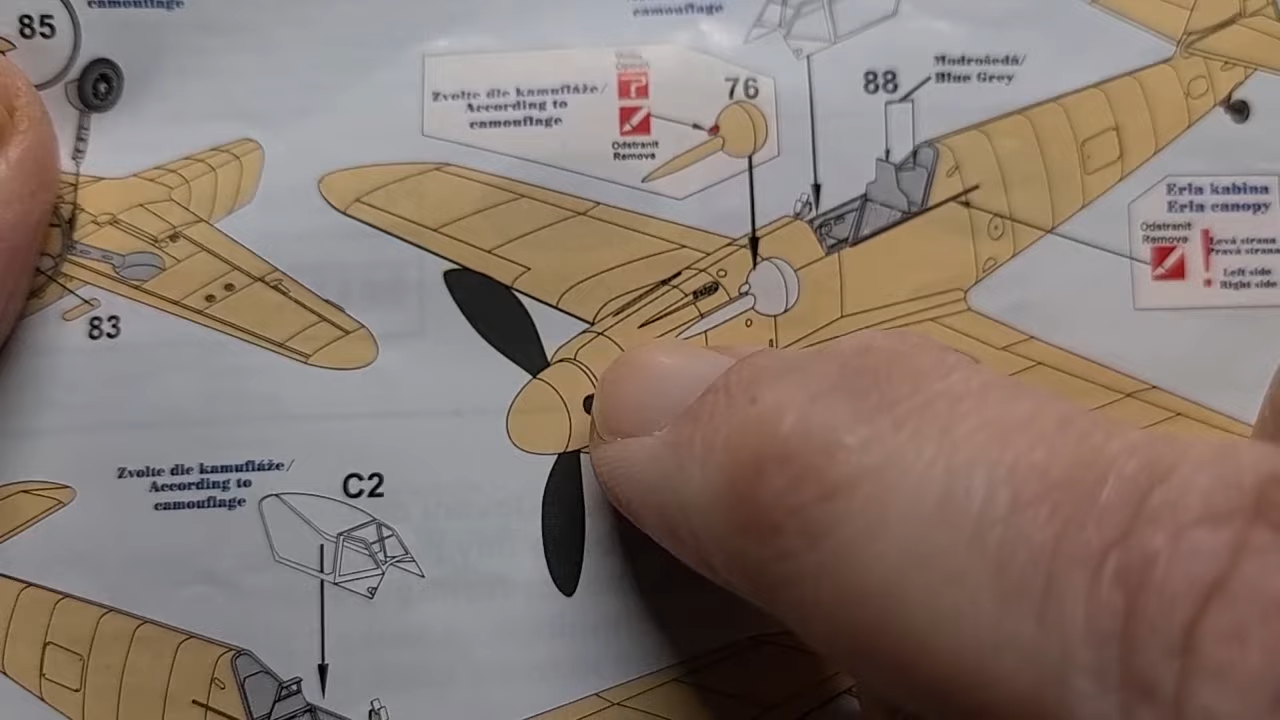 camouflage
85
camouflage
Zvolte dle kamufláže/
According to
camouflage
?
Odstranit
Remove
76
88
Modrošedá/
Blue Grey
Erla kabina
Erla canopy
Odstranit
Remove
!
Levá strana
Pravá strana
Left side
Right side
83
Zvolte dle kamufláže/
According to
camouflage
C2